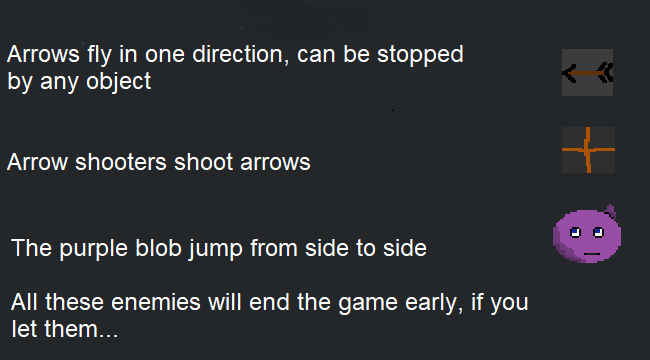 Arrows fly in one direction, can be stopped
by any object
Arrow shooters shoot arrows
The purple blob jump from side to side
All these enemies will end the game early, if you
let them...